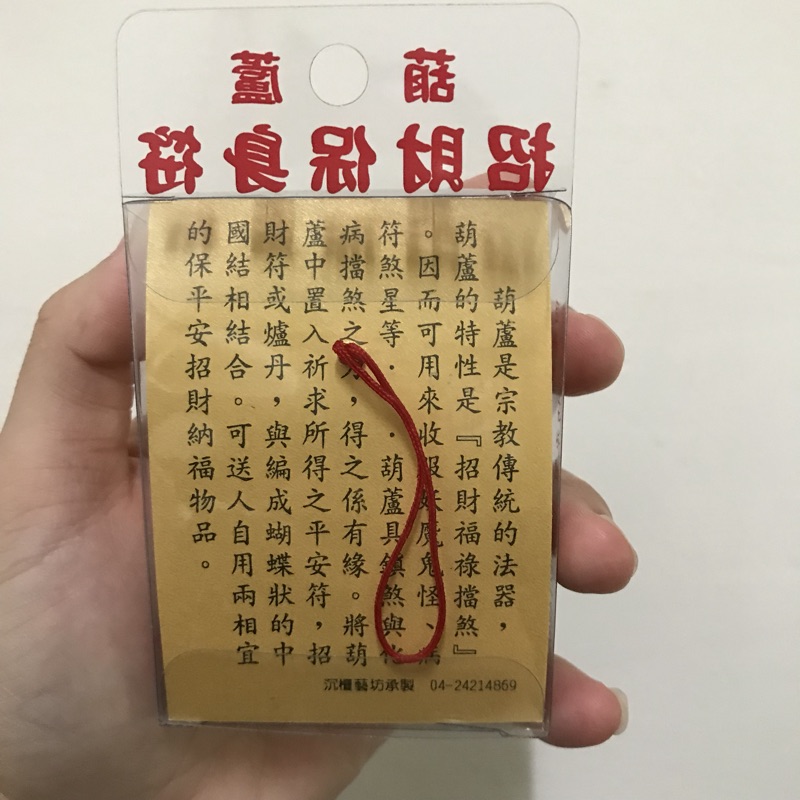 葫蘆
招財保身符
葫蘆是宗教傳統的法器，
葫蘆的特性是『招財福祿擋煞』
。因而可用來收服妖魔鬼怪、病
符煞星等．．葫蘆具鎮煞與化
病擋煞之力，得之係有緣。將葫
蘆中置入祈求所得之平安符，招
財符或爐丹，與編成蝴蝶狀的中
國結相結合。可送人自用兩相宜
的保平安招財納福物品。
沉檀藝坊承製 04-24214869